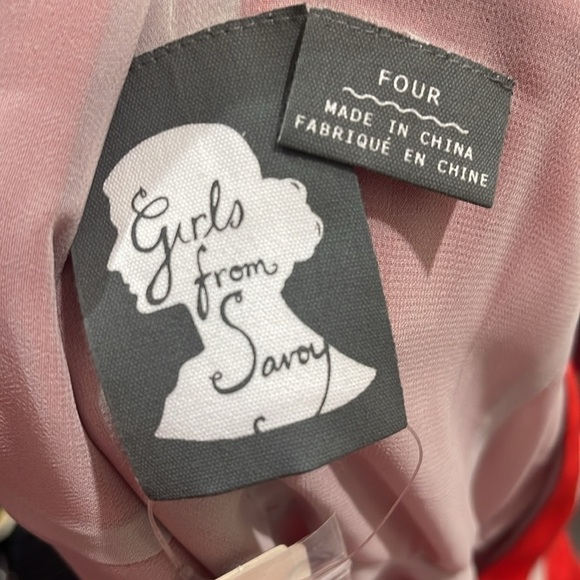 Girls
from
Savoy
FOUR
MADE IN CHINA
FABRIQUÉ EN CHINE